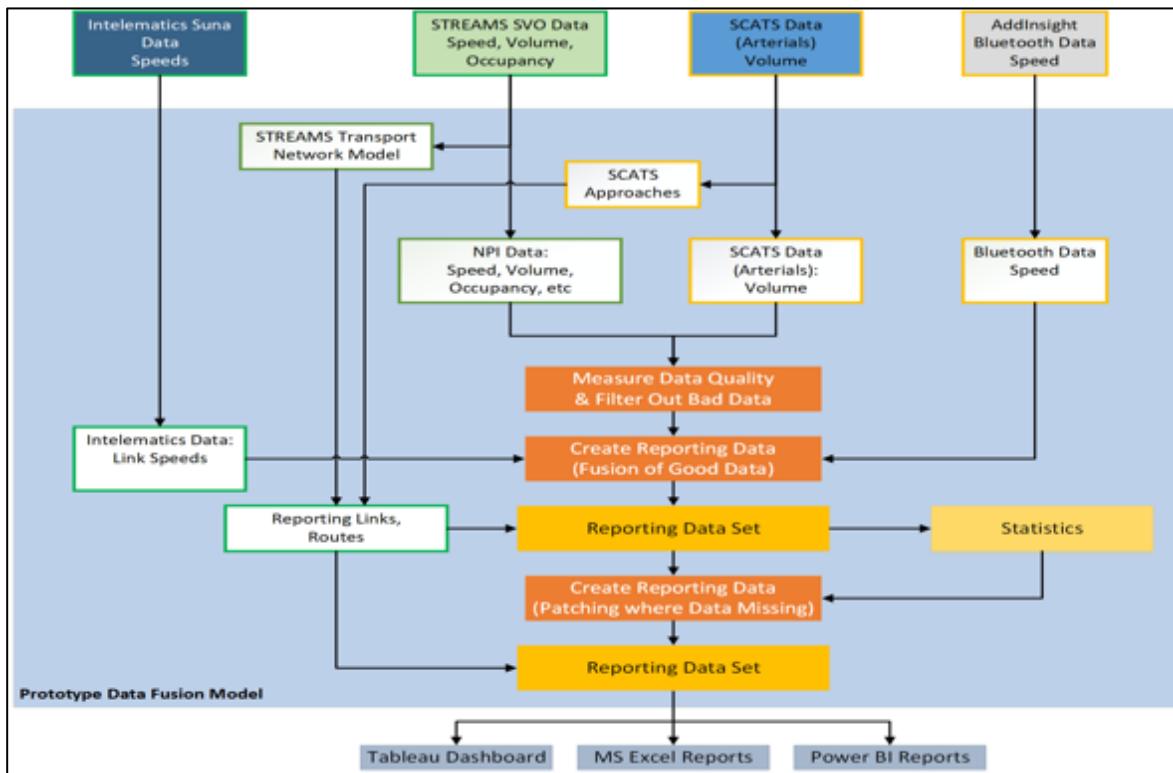 Intelematics Suna
Data
Speeds
STREAMS SVO Data
Speed, Volume,
Occupancy
SCATS Data
(Arterials)
Volume
AddInsight
Bluetooth Data
Speed
STREAMS Transport
Network Model
SCATS
Approaches
NPI Data:
Speed, Volume,
Occupancy, etc
SCATS Data
(Arterials):
Volume
Bluetooth Data
Speed
Measure Data Quality
& Filter Out Bad Data
Intelematics Data:
Link Speeds
Create Reporting Data
(Fusion of Good Data)
Reporting Links,
Routes
Reporting Data Set
Statistics
Create Reporting Data
(Patching where Data Missing)
Reporting Data Set
Prototype Data Fusion Model
Tableau Dashboard
MS Excel Reports
Power BI Reports